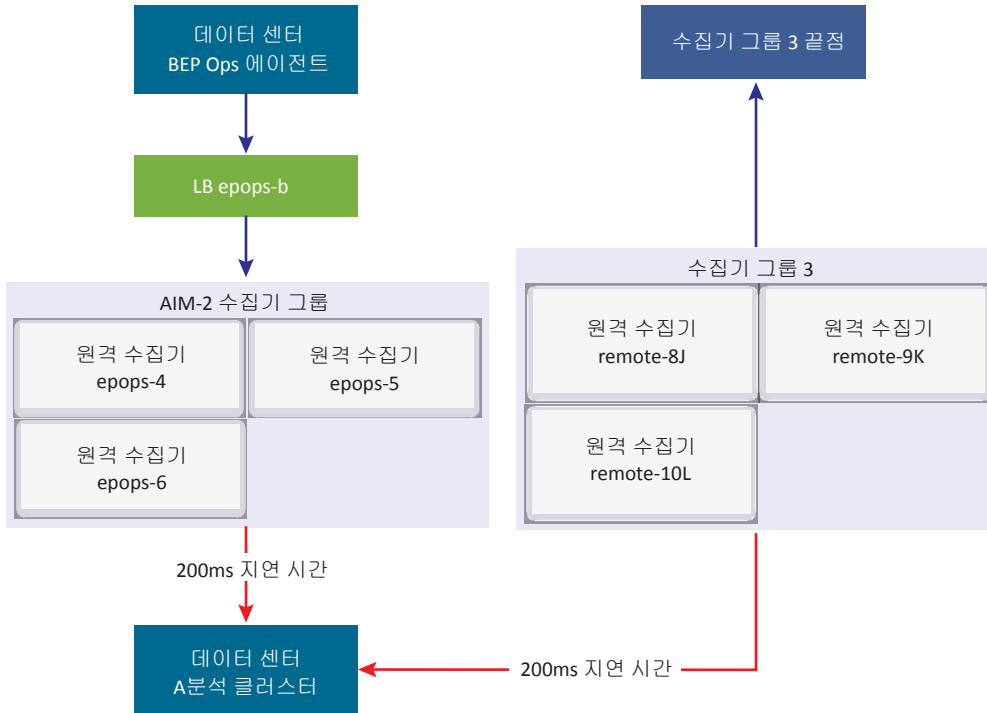 데이터 센터
BEP Ops 에이전트
LB epops-b
AIM-2 수집기 그룹
원격 수집기
epops-4
원격 수집기
epops-5
원격 수집기
epops-6
200ms 지연 시간
데이터 센터
A분석 클러스터
수집기 그룹 3 끝점
수집기 그룹 3
원격 수집기
remote-8J
원격 수집기
remote-9K
원격 수집기
remote-10L
200ms 지연 시간